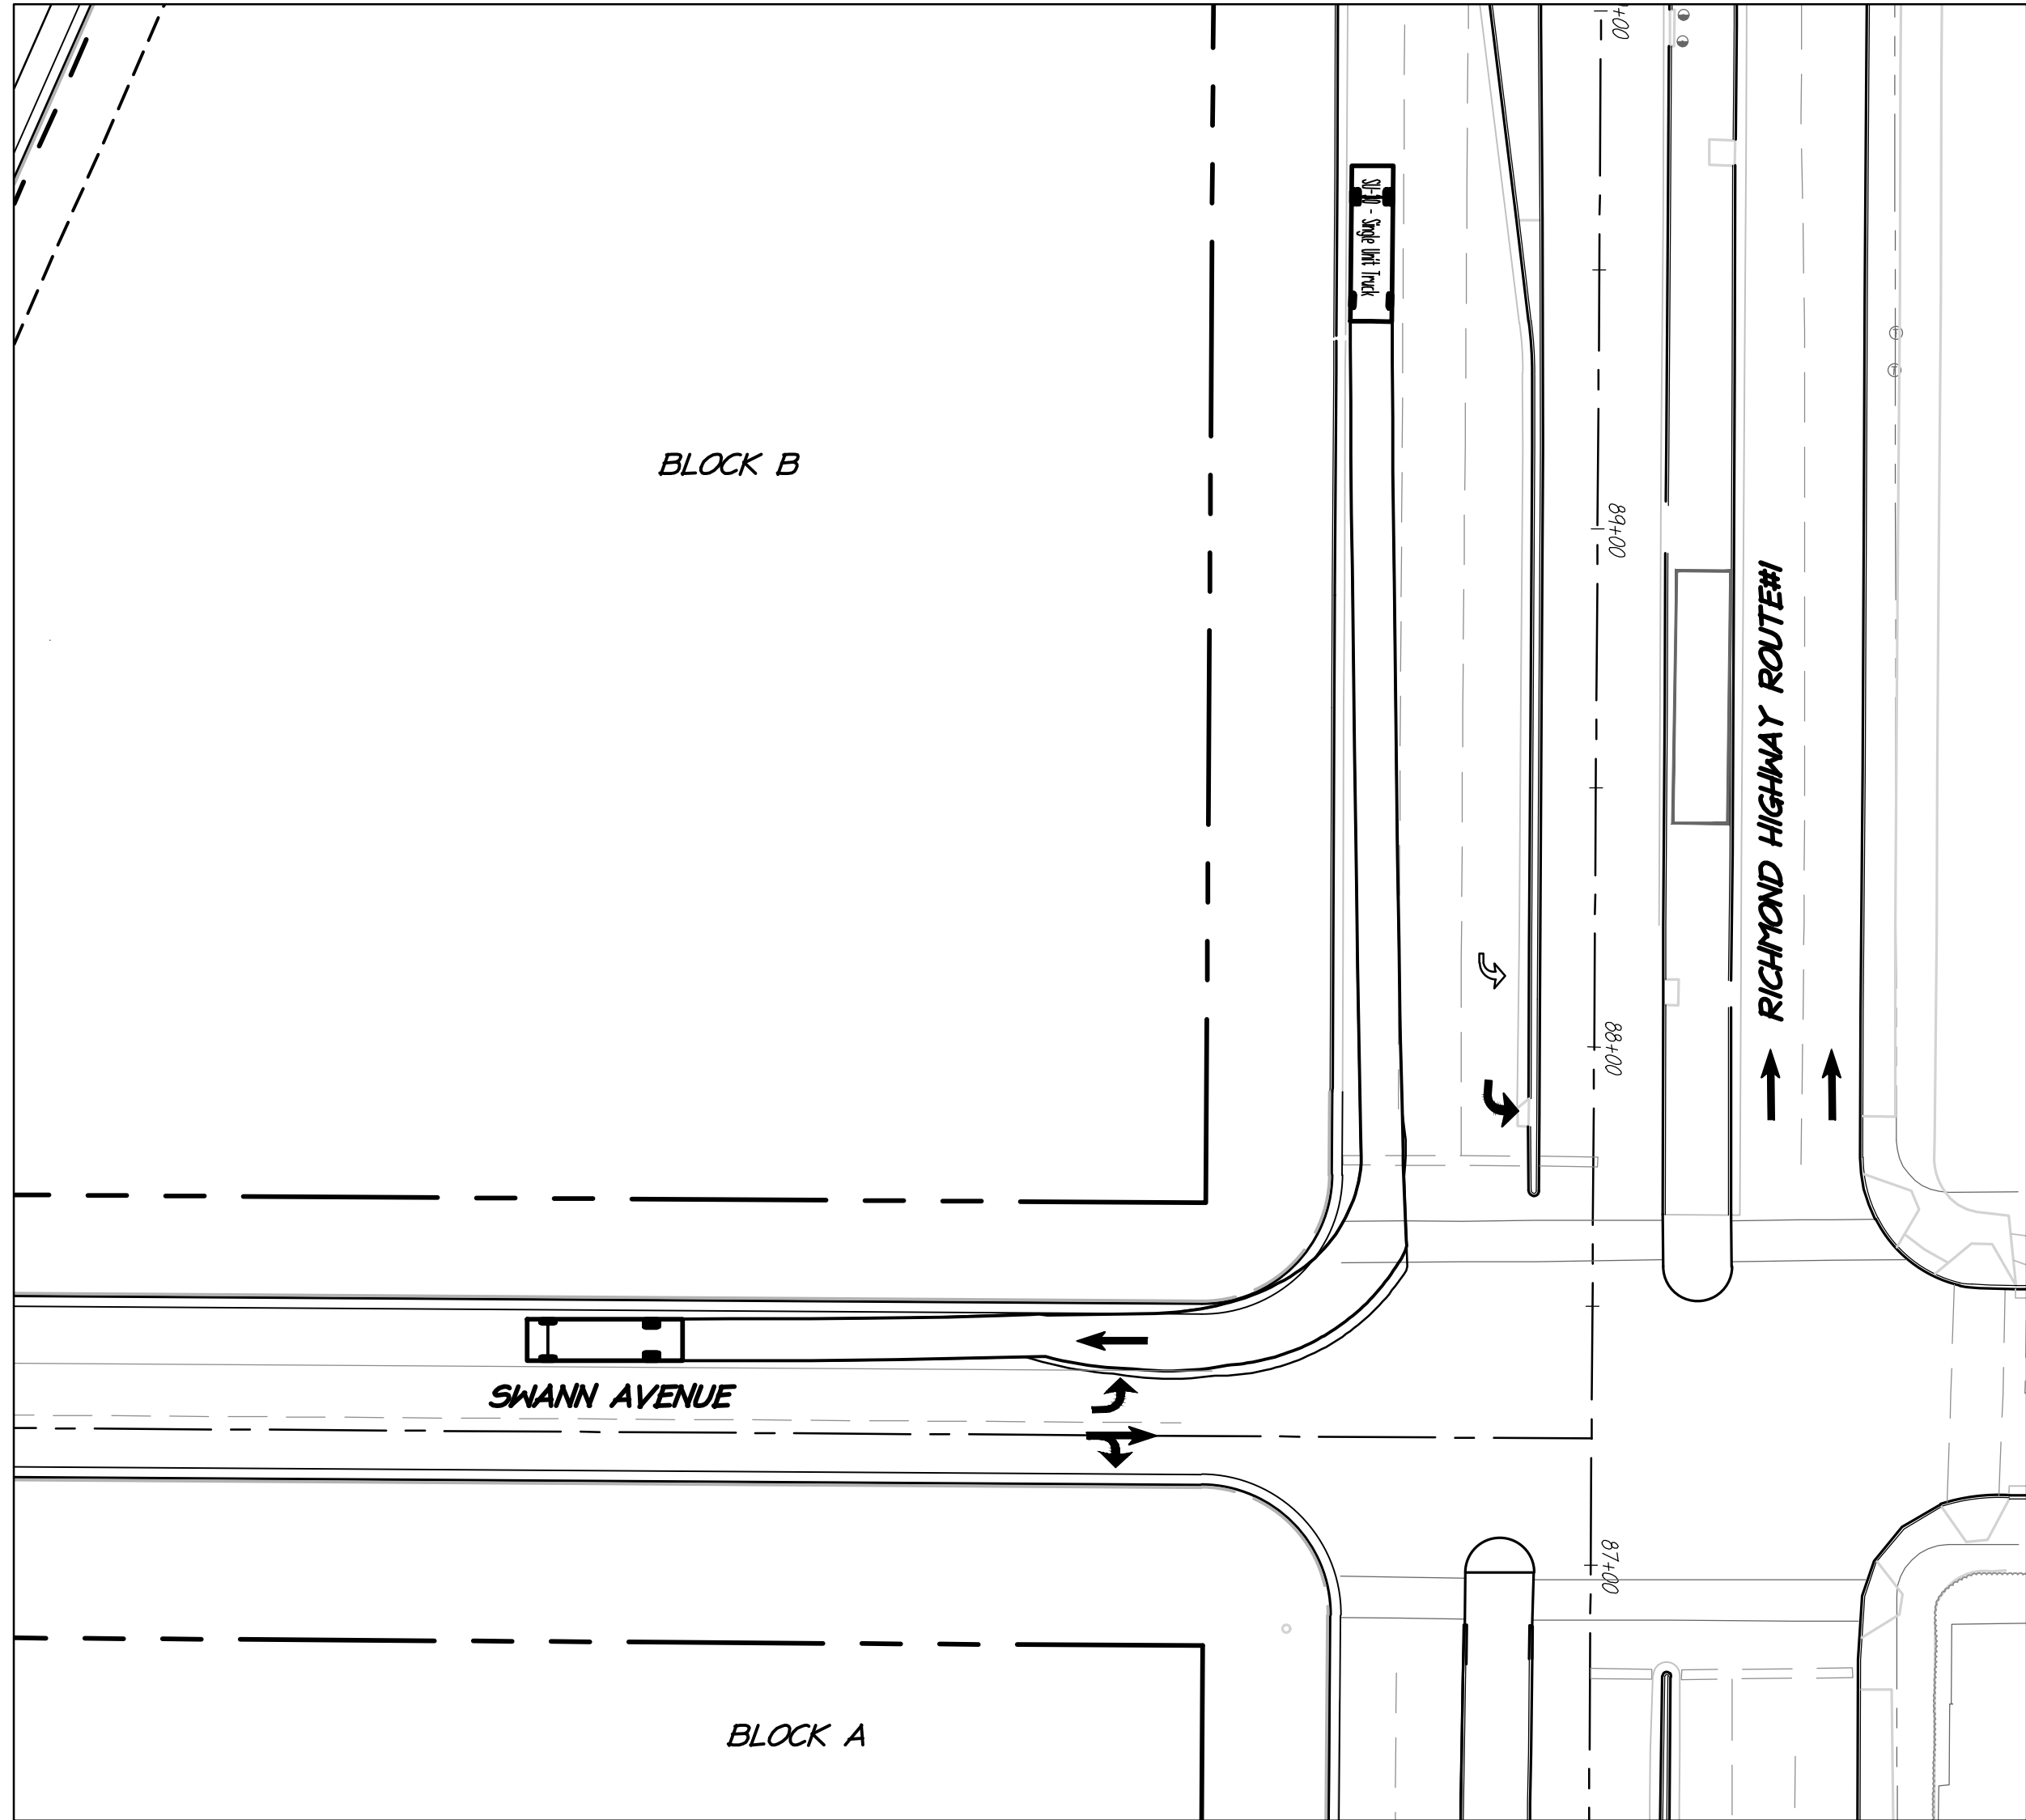 +00
SU-30 - Single Unit Truck
BLOCK B
89+00
RICHMOND HIGHWAY ROUTE#1
88+00
SWANN AVENUE
87+00
BLOCK A